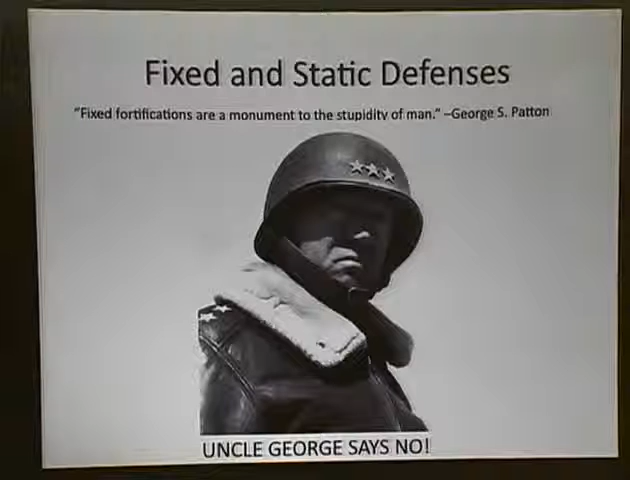 Fixed and Static Defenses
"Fixed fortifications are a monument to the stupidity of man." –George S. Patton
UNCLE GEORGE SAYS NO!